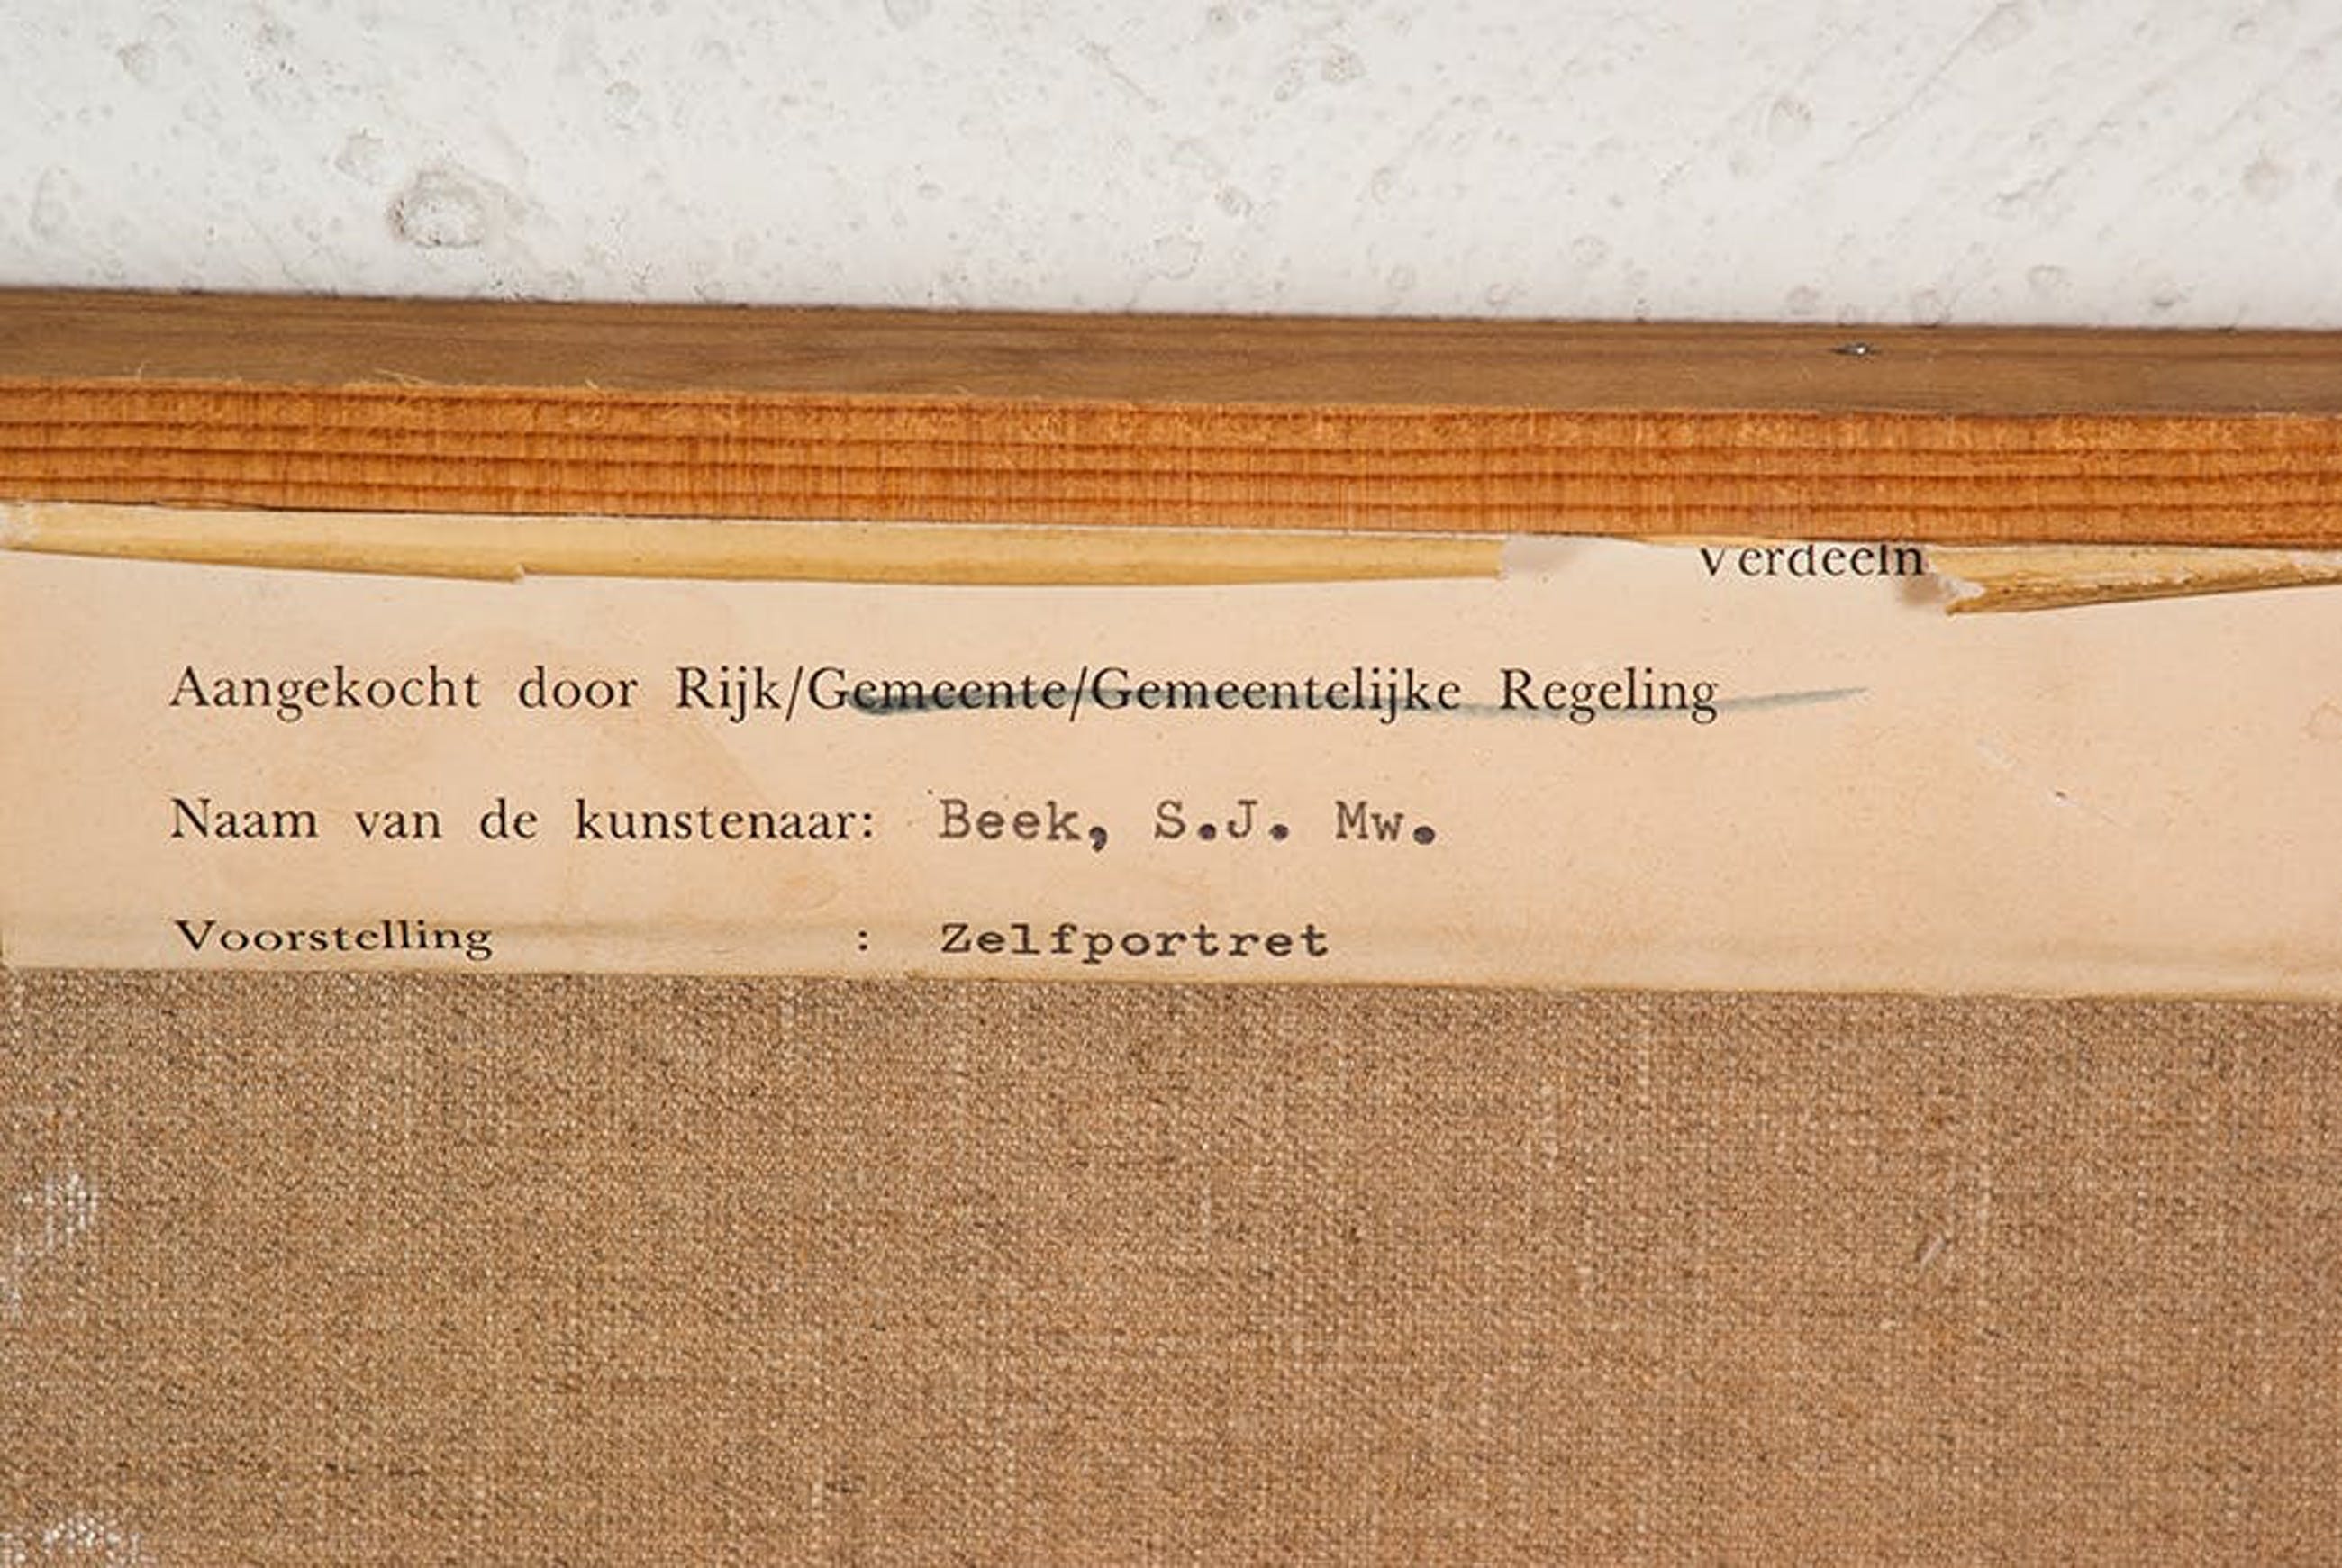 Verdeeln
Aangekocht door Rijk/Gemeente/Gemeentelijke Regeling
Naam van de kunstenaar: Beek, S.J. Mw.
Voorstelling : Zelfportret